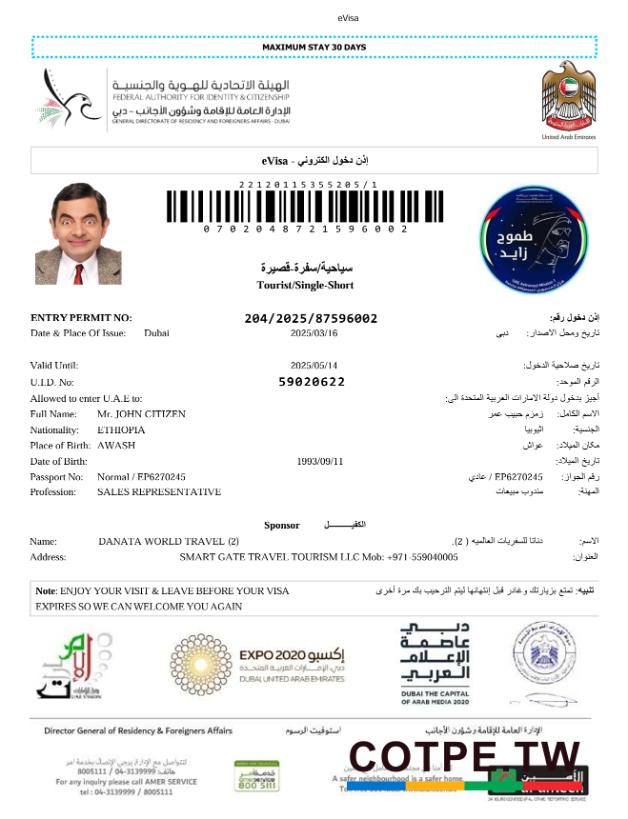 eVisa
MAXIMUM STAY 30 DAYS
الهيئة الاتحادية للهوية والجنسية
FEDERAL AUTHORITY FOR IDENTITY & CITIZENSHIP
الإدارة العامة للإقامة وشؤون الأجانب - دبي
GENERAL DIRECTORATE OF RESIDENCY AND FOREIGNERS AFFAIRS - DUBAI
United Arab Emirates
إذن دخول الكتروني - eVisa
22120115355205/1
0702048721596002
طموح
زايد
سياحية/سفرة-قصيرة
Tourist/Single-Short
ENTRY PERMIT NO: 204/2025/87596002 إذن دخول رقم:
Date & Place Of Issue: Dubai 2025/03/16 دبي تاريخ ومحل الاصدار:
Valid Until: 2025/05/14 تاريخ صلاحية الدخول:
U.I.D. No: 59020622 الرقم الموحد:
Allowed to enter U.A.E to: أجيز بدخول دولة الامارات العربية المتحدة الى:
Full Name: Mr. JOHN CITIZEN زمزم حبيب عمر الاسم الكامل:
Nationality: ETHIOPIA اثيوبيا الجنسية:
Place of Birth: AWASH عواش مكان الميلاد:
Date of Birth: 1993/09/11 تاريخ الميلاد:
Passport No: Normal / EP6270245 عادي / EP6270245 رقم الجواز:
Profession: SALES REPRESENTATIVE مندوب مبيعات المهنة:
Sponsor الكفيـــــل
Name: DANATA WORLD TRAVEL (2) دناتا للسفريات العالميه ( 2). الاسم:
Address: SMART GATE TRAVEL TOURISM LLC Mob: +971-559040005 العنوان:
Note: ENJOY YOUR VISIT & LEAVE BEFORE YOUR VISA تنبيه: تمتع بزيارتك وغادر قبل إنتهائها ليتم الترحيب بك مرة أخرى
EXPIRES SO WE CAN WELCOME YOU AGAIN
إكسبو EXPO 2020
دبي، الإمارات العربية المتحدة
DUBAI, UNITED ARAB EMIRATES
دبـــي
عاصمة
الإعلام
العربي
DUBAI THE CAPITAL
OF ARAB MEDIA 2020
Director General of Residency & Foreigners Affairs استوفيت الرسوم الإدارة العامة للإقامة وشؤون الأجانب
للتواصل مع الإدارة يرجى الإتصال بخدمة آمر
هاتف: 04-3139999 / 8005111
For any inquiry please call AMER SERVICE
tel : 04-3139999 / 8005111
800 5111
A safer neighbourhood is a safer home.
COTPE.TW
الأمين